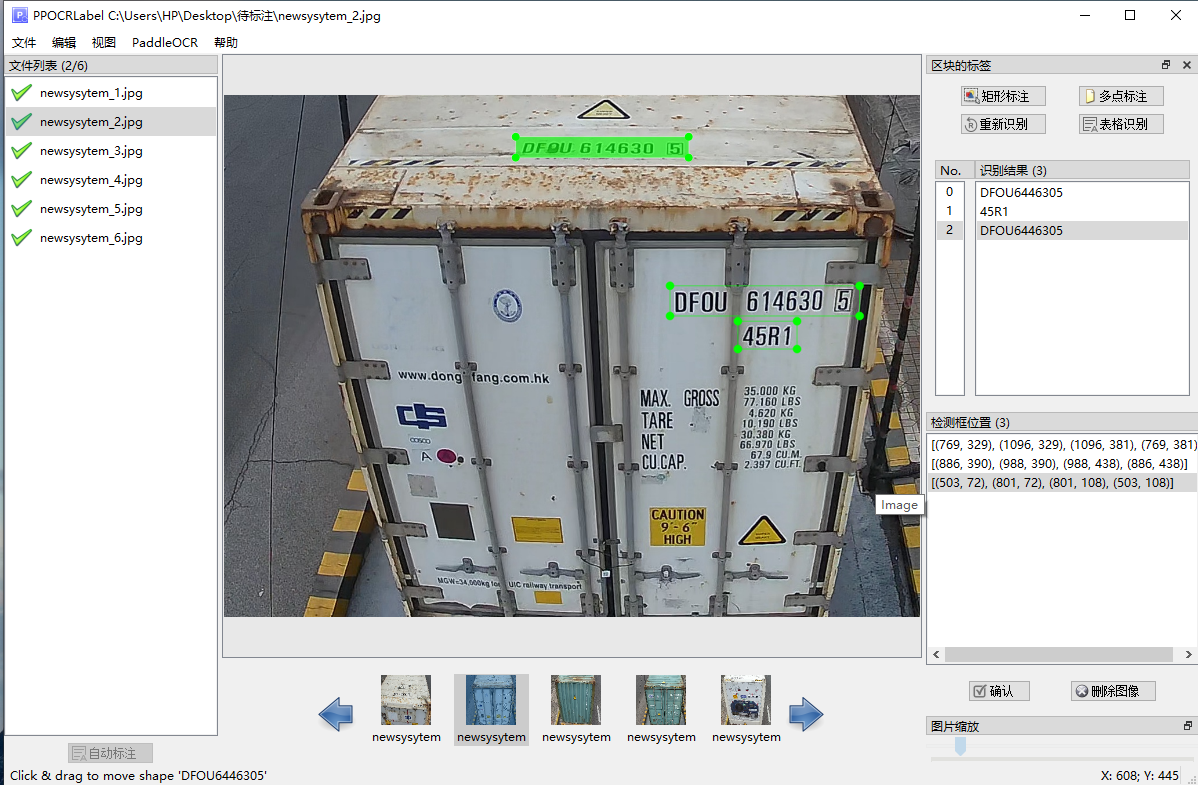 PPOCRLabel C:\Users\HP\Desktop\待标注\newsysytem_2.jpg
文件 编辑 视图 PaddleOCR 帮助
文件列表 (2/6)
newsysytem_1.jpg
newsysytem_2.jpg
newsysytem_3.jpg
newsysytem_4.jpg
newsysytem_5.jpg
newsysytem_6.jpg
自动标注
DFOU 614630 5
DFOU 614630 5
45R1
www.dong fang.com.hk
COSCO
A
MAX. GROSS 35.000 KG
77.160 LBS
TARE 4.620 KG
10.190 LBS
NET 30.380 KG
66.970 LBS
CU.CAP. 67.9 CU.M.
2.397 CU.FT.
CAUTION
9'-6"
HIGH
MGW=34,000kg for UIC railway transport
newsysytem newsysytem newsysytem newsysytem newsysytem
区块的标签
矩形标注 多点标注
重新识别 表格识别
No. 识别结果 (3)
0 DFOU6446305
1 45R1
2 DFOU6446305
检测框位置 (3)
[(769, 329), (1096, 329), (1096, 381), (769, 381)
[(886, 390), (988, 390), (988, 438), (886, 438)]
[(503, 72), (801, 72), (801, 108), (503, 108)]
Image
确认 删除图像
图片缩放
Click & drag to move shape 'DFOU6446305'
X: 608; Y: 445